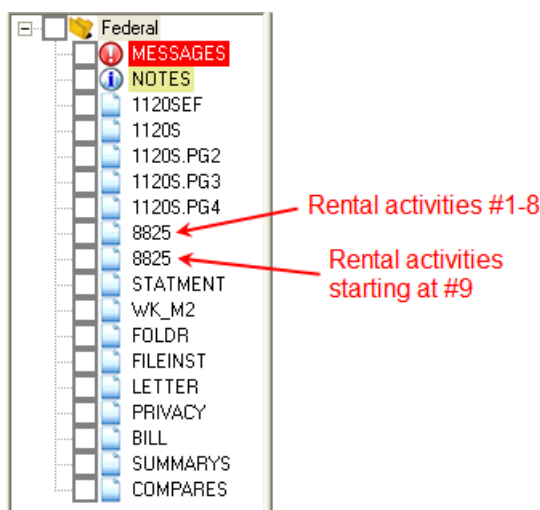 Federal
MESSAGES
NOTES
1120SEF
1120S
1120S.PG2
1120S.PG3
1120S.PG4
Rental activities #1-8
8825
8825
Rental activities
starting at #9
STATMENT
WK_M2
FOLDR
FILEINST
LETTER
PRIVACY
BILL
SUMMARYS
COMPARES